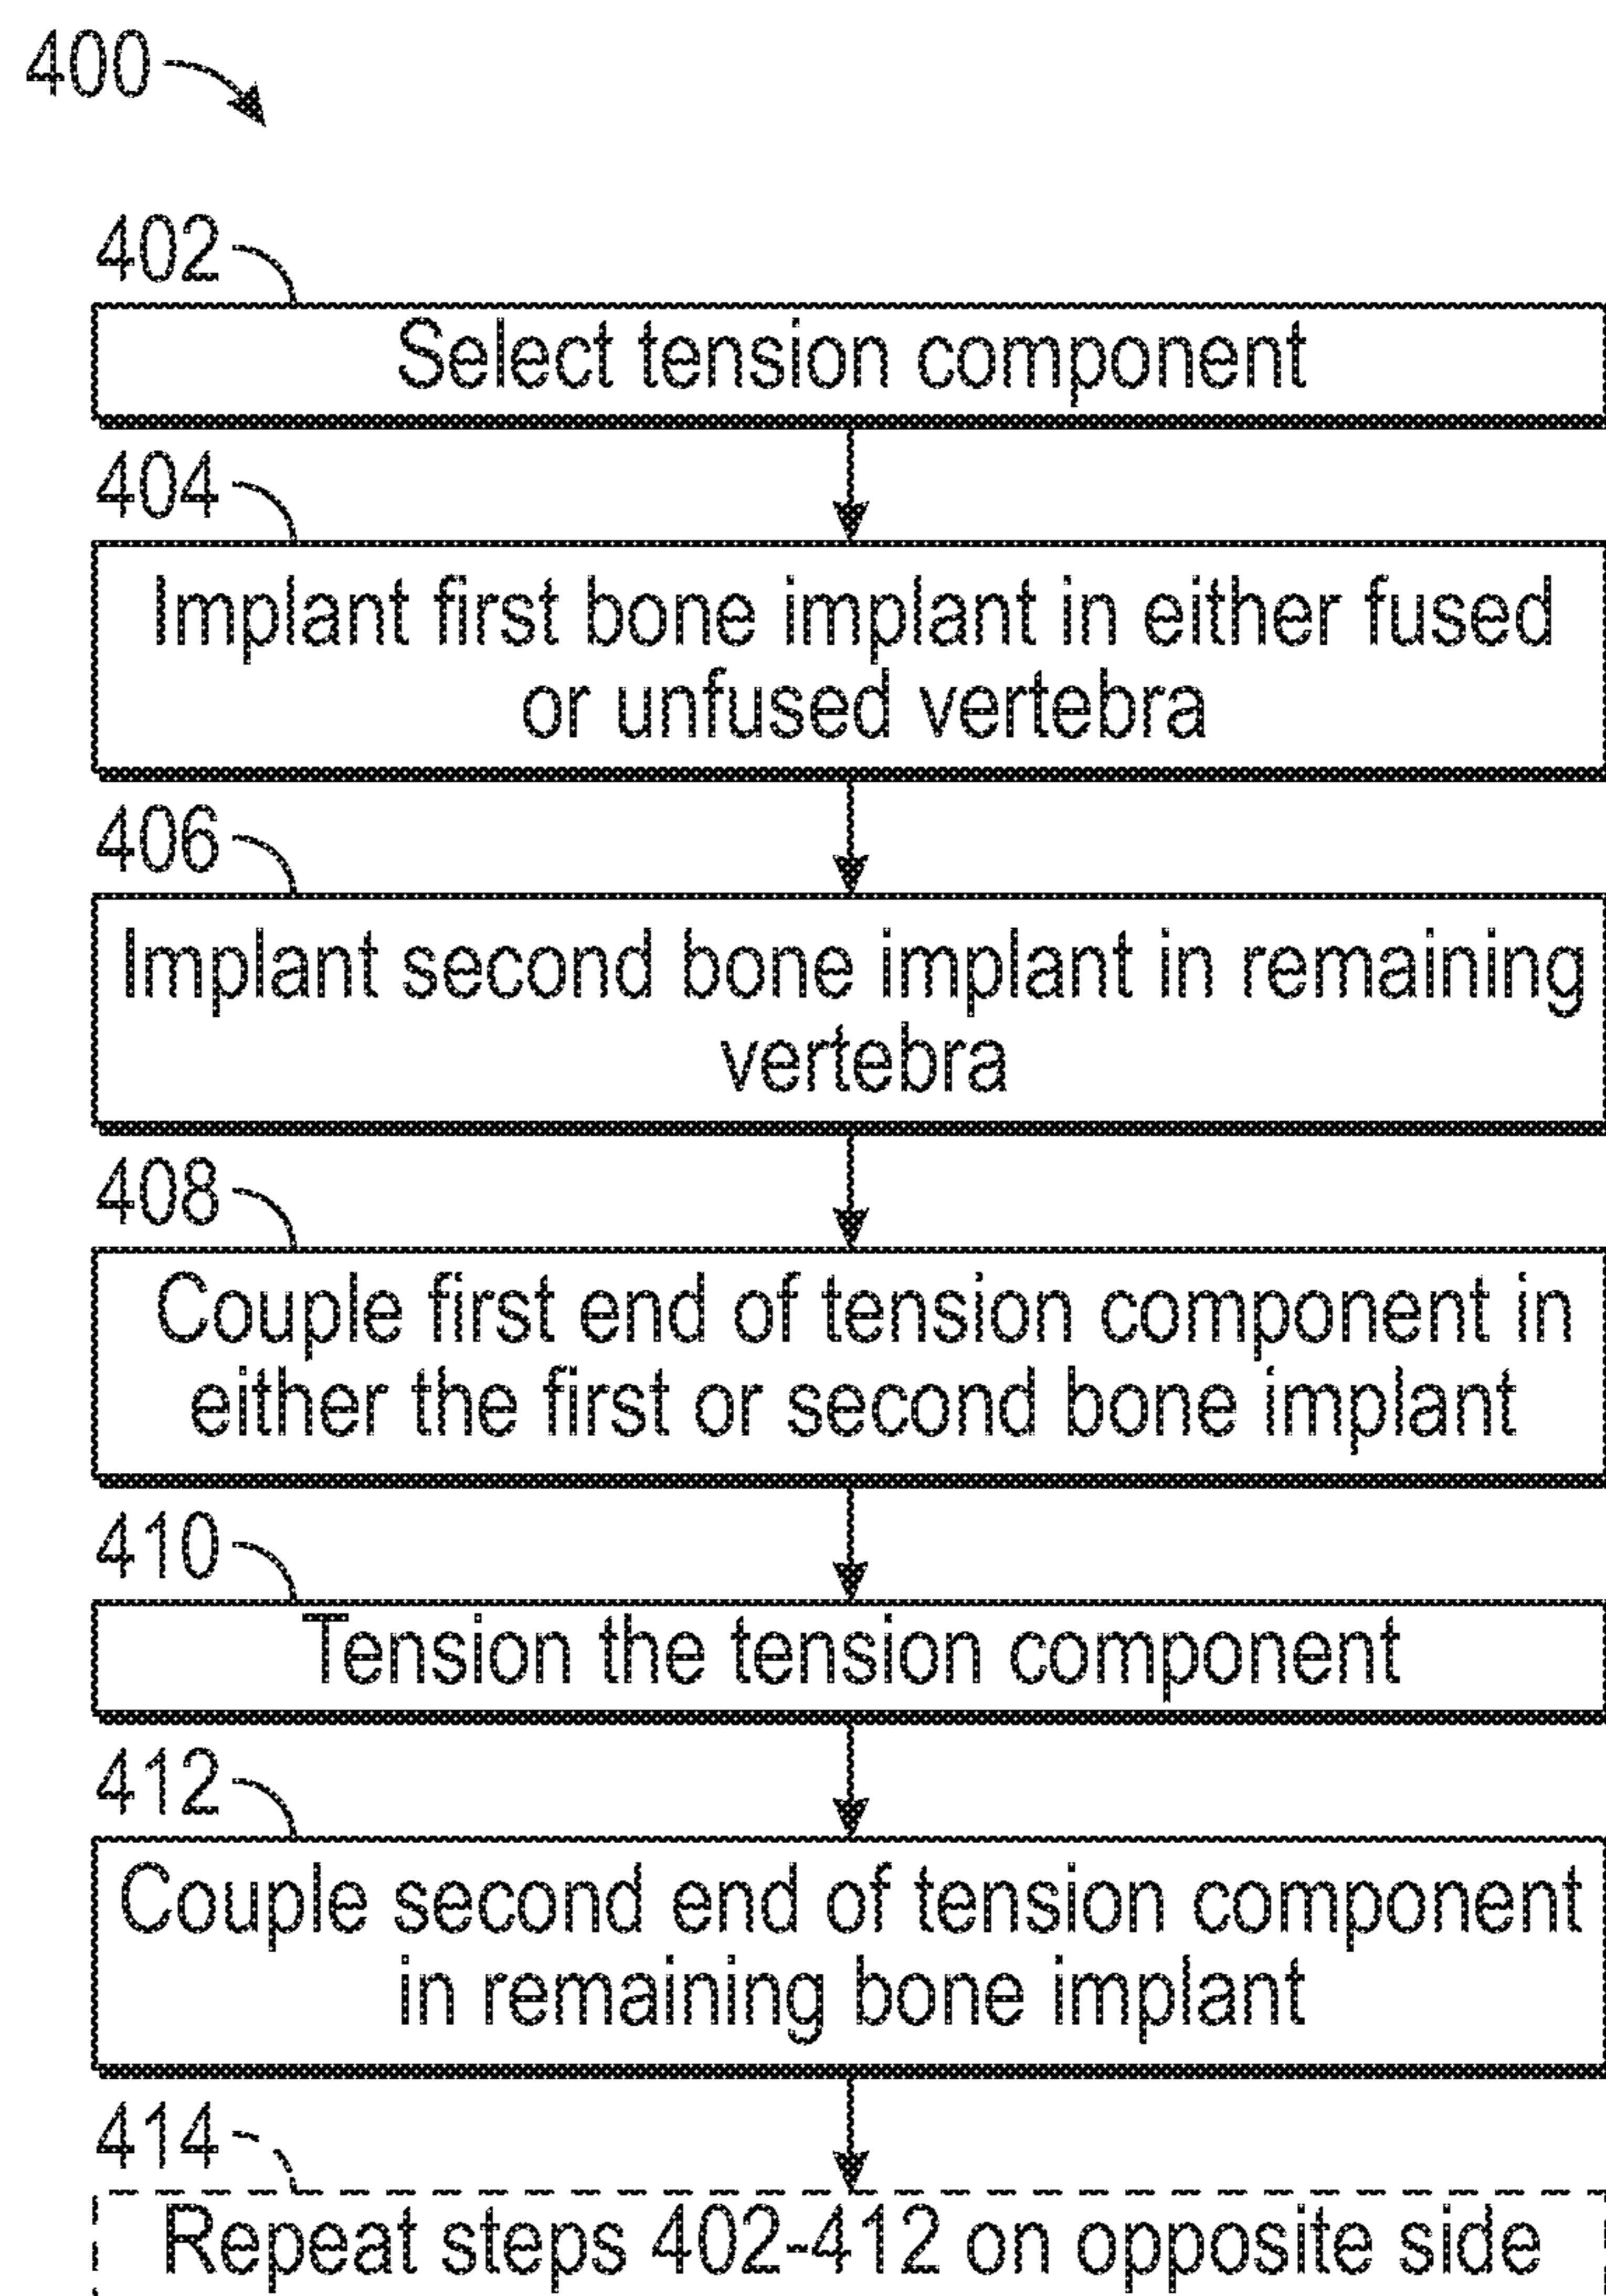 400
402
Select tension component
404
Implant first bone implant in either fused
or unfused vertebra
406
Implant second bone implant in remaining
vertebra
408
Couple first end of tension component in
either the first or second bone implant
410
Tension the tension component
412
Couple second end of tension component
in remaining bone implant
414
Repeat steps 402-412 on opposite side